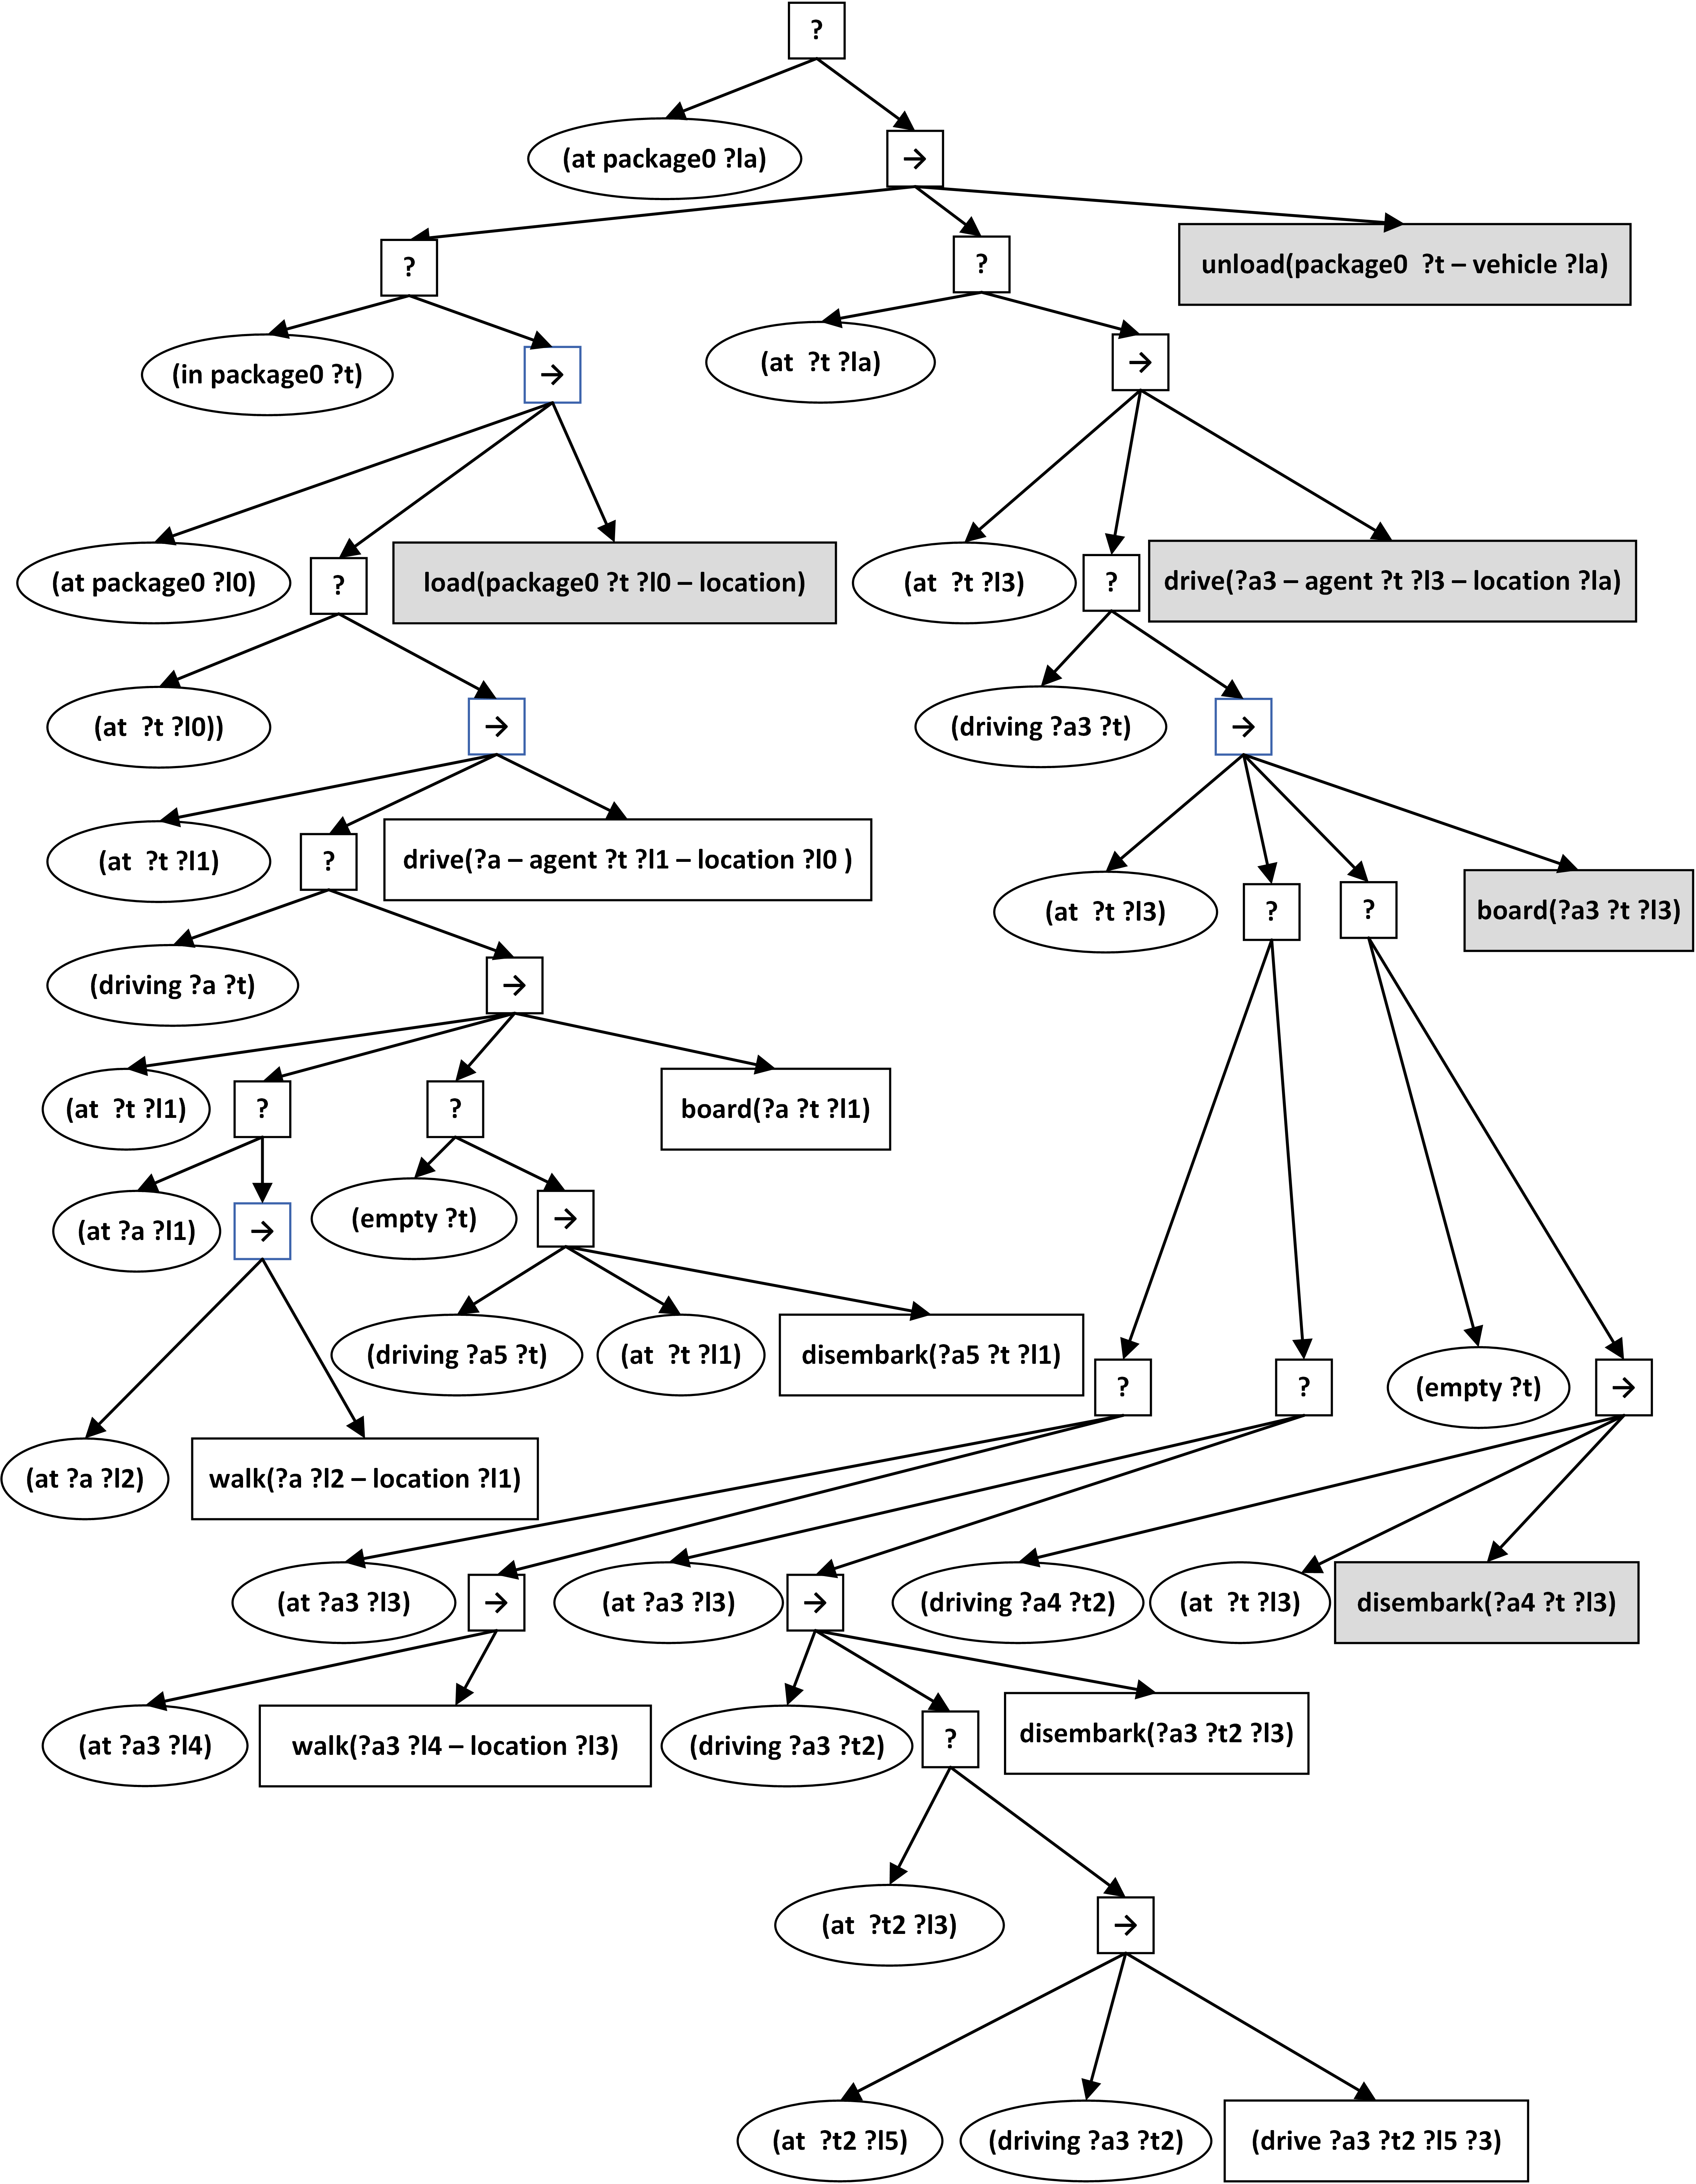 ?
(at package0 ?la)
→
?
?
unload(package0 ?t – vehicle ?la)
(in package0 ?t)
→
(at ?t ?la)
→
(at package0 ?l0)
?
load(package0 ?t ?l0 – location)
(at ?t ?l3)
?
drive(?a3 – agent ?t ?l3 – location ?la)
(at ?t ?l0))
→
(driving ?a3 ?t)
→
(at ?t ?l1)
?
drive(?a – agent ?t ?l1 – location ?l0 )
(at ?t ?l3)
?
?
board(?a3 ?t ?l3)
(driving ?a ?t)
→
(at ?t ?l1)
?
?
board(?a ?t ?l1)
(at ?a ?l1)
→
(empty ?t)
→
(driving ?a5 ?t)
(at ?t ?l1)
disembark(?a5 ?t ?l1)
?
?
(empty ?t)
→
(at ?a ?l2)
walk(?a ?l2 – location ?l1)
(at ?a3 ?l3)
→
(at ?a3 ?l3)
→
(driving ?a4 ?t2)
(at ?t ?l3)
disembark(?a4 ?t ?l3)
(at ?a3 ?l4)
walk(?a3 ?l4 – location ?l3)
(driving ?a3 ?t2)
?
disembark(?a3 ?t2 ?l3)
(at ?t2 ?l3)
→
(at ?t2 ?l5)
(driving ?a3 ?t2)
(drive ?a3 ?t2 ?l5 ?3)